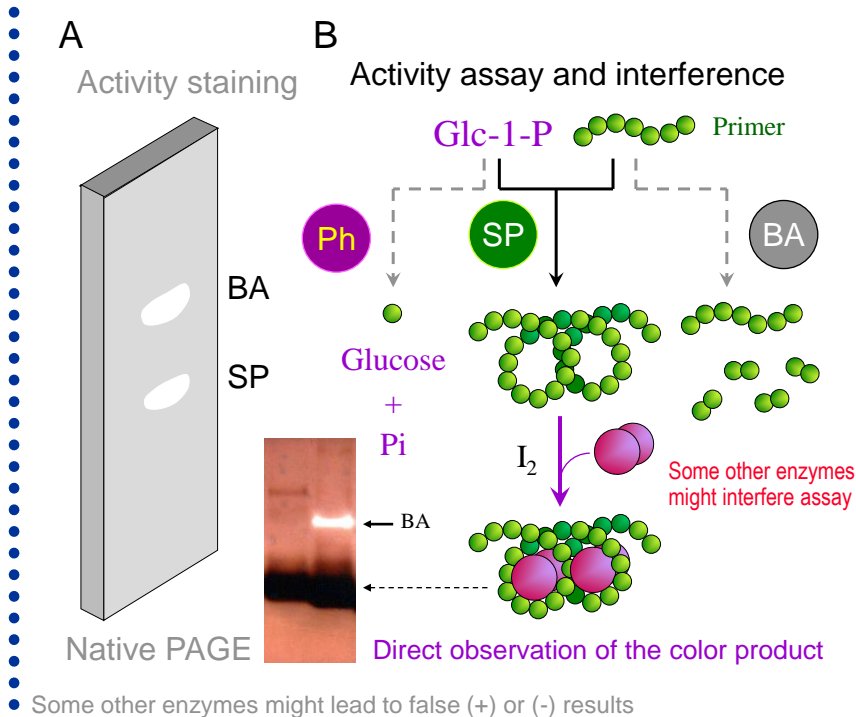 A
Activity staining
BA
SP
Native PAGE
B
Activity assay and interference
Glc-1-P
Primer
Ph
SP
BA
Glucose
+
Pi
I2
Some other enzymes
might interfere assay
BA
Direct observation of the color product
Some other enzymes might lead to false (+) or (-) results